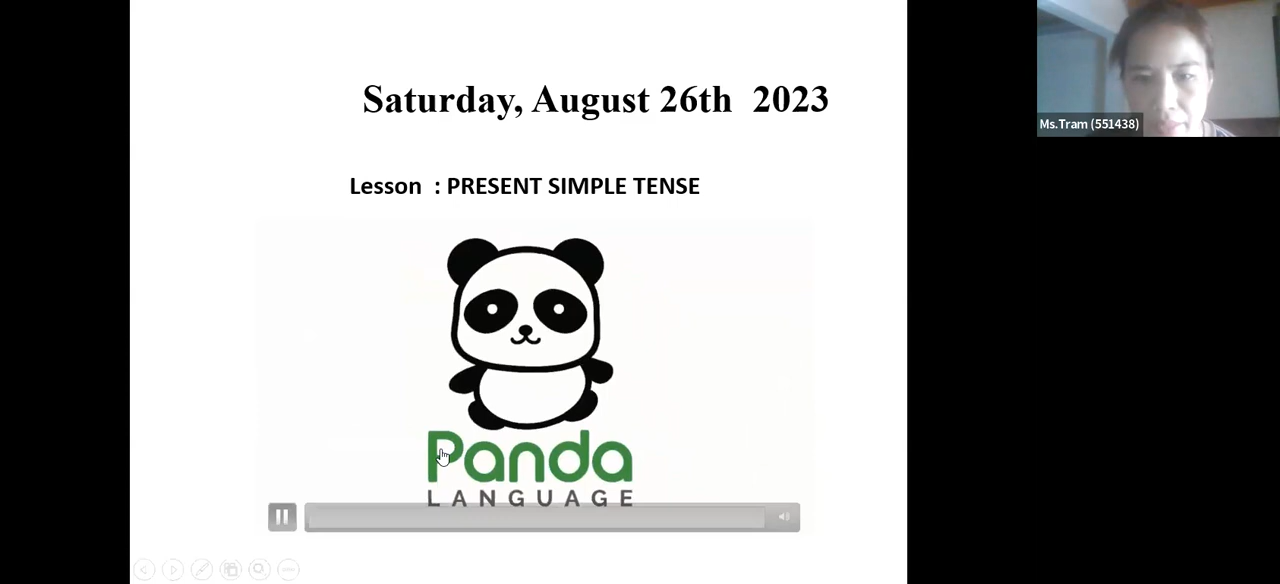 Saturday, August 26th  2023
Ms.Tram (551438)
Lesson  : PRESENT SIMPLE TENSE
Panda
LANGUAGE